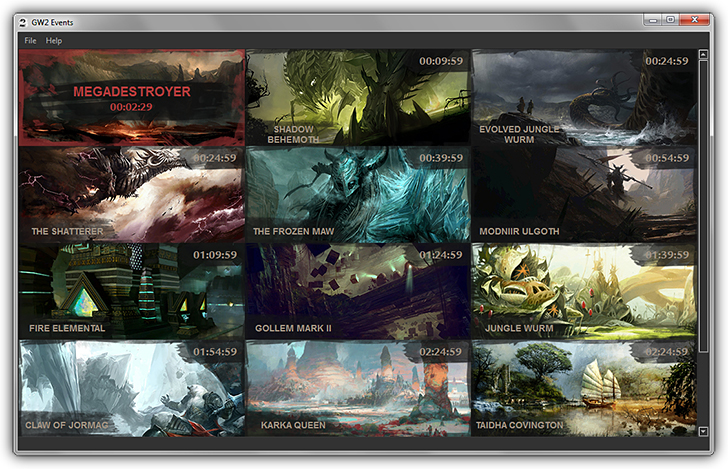 GW2 Events
File Help
MEGADESTROYER
00:02:29
00:09:59
SHADOW
BEHEMOTH
00:24:59
EVOLVED JUNGLE
WURM
00:24:59
THE SHATTERER
00:39:59
THE FROZEN MAW
00:54:59
MODNIIR ULGOTH
01:09:59
FIRE ELEMENTAL
01:24:59
GOLLEM MARK II
01:39:59
JUNGLE WURM
01:54:59
CLAW OF JORMAG
02:24:59
KARKA QUEEN
02:24:59
TAIDHA COVINGTON